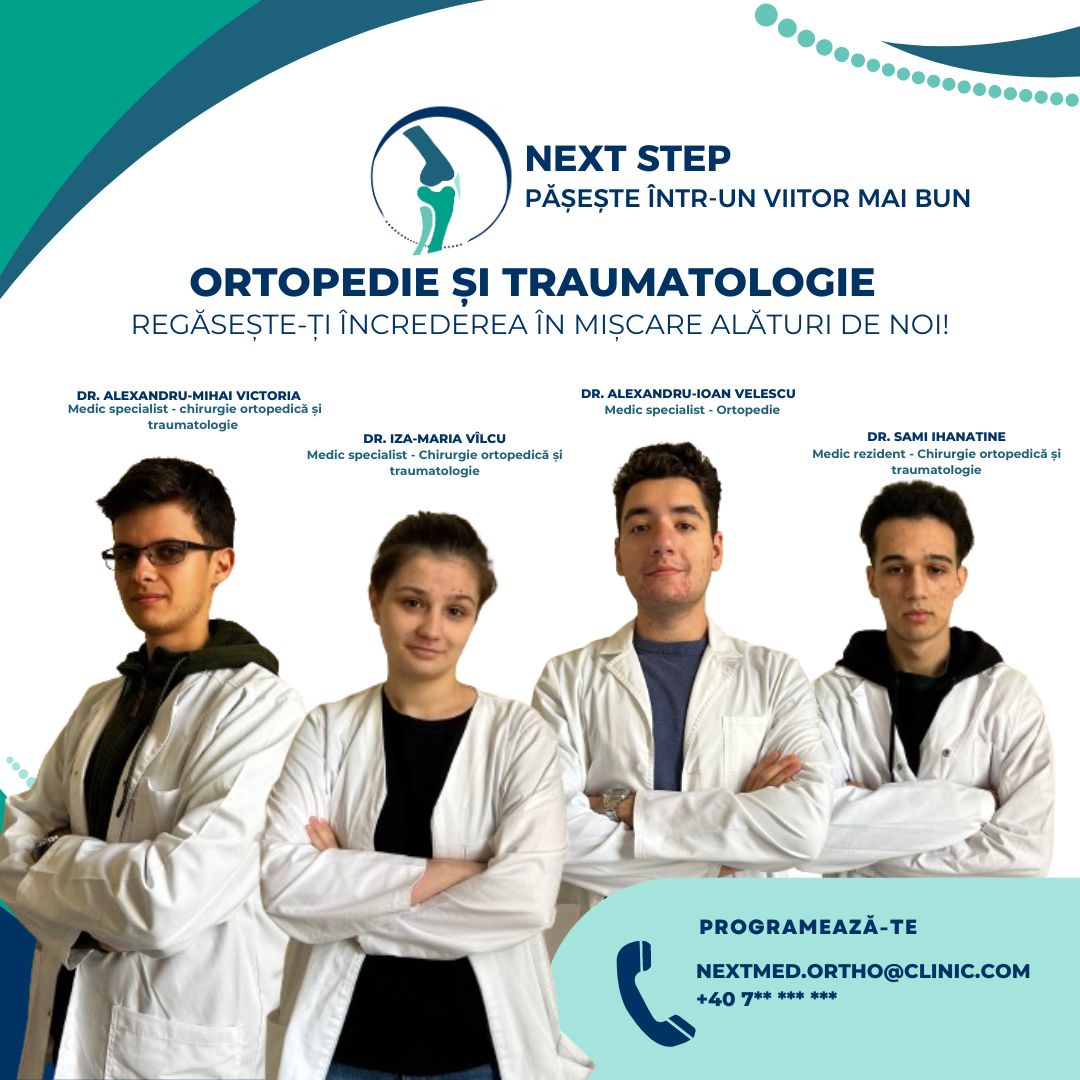 NEXT STEP
PĂȘEȘTE ÎNTR-UN VIITOR MAI BUN
ORTOPEDIE ȘI TRAUMATOLOGIE
REGĂSEȘTE-ȚI ÎNCREDEREA ÎN MIȘCARE ALĂTURI DE NOI!
DR. ALEXANDRU-MIHAI VICTORIA
Medic specialist - chirurgie ortopedică și
traumatologie
DR. IZA-MARIA VÎLCU
Medic specialist - Chirurgie ortopedică și
traumatologie
DR. ALEXANDRU-IOAN VELESCU
Medic specialist - Ortopedie
DR. SAMI IHANATINE
Medic rezident - Chirurgie ortopedică și
traumatologie
PROGRAMEAZĂ-TE
NEXTMED.ORTHO@CLINIC.COM
+40 7** *** ***